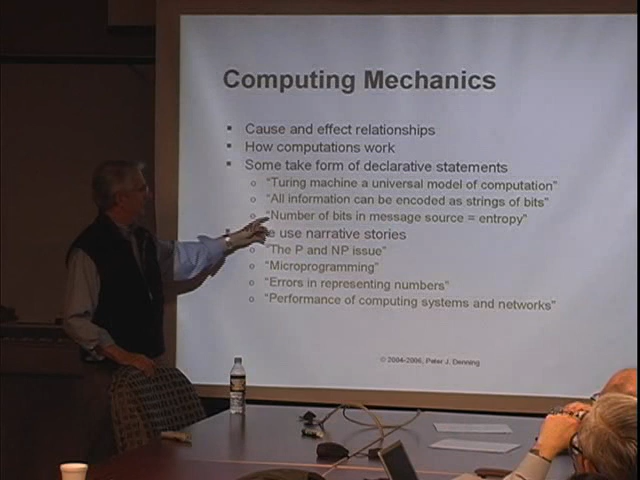 Computing Mechanics
▪ Cause and effect relationships
▪ How computations work
▪ Some take form of declarative statements
o "Turing machine a universal model of computation"
o "All information can be encoded as strings of bits"
o "Number of bits in message source = entropy"
use narrative stories
o "The P and NP issue"
o "Microprogramming"
o "Errors in representing numbers"
o "Performance of computing systems and networks"
© 2004-2006, Peter J. Denning